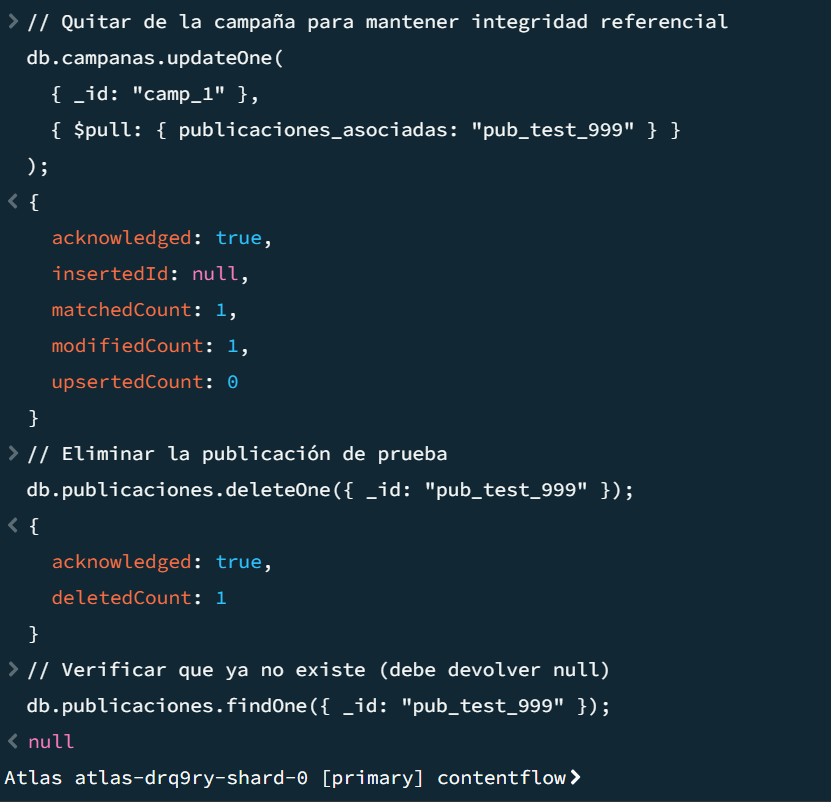 > // Quitar de la campaña para mantener integridad referencial
db.campanas.updateOne(
{ _id: "camp_1" },
{ $pull: { publicaciones_asociadas: "pub_test_999" } }
);
< {
acknowledged: true,
insertedId: null,
matchedCount: 1,
modifiedCount: 1,
upsertedCount: 0
}
> // Eliminar la publicación de prueba
db.publicaciones.deleteOne({ _id: "pub_test_999" });
< {
acknowledged: true,
deletedCount: 1
}
> // Verificar que ya no existe (debe devolver null)
db.publicaciones.findOne({ _id: "pub_test_999" });
< null
Atlas atlas-drq9ry-shard-0 [primary] contentflow>